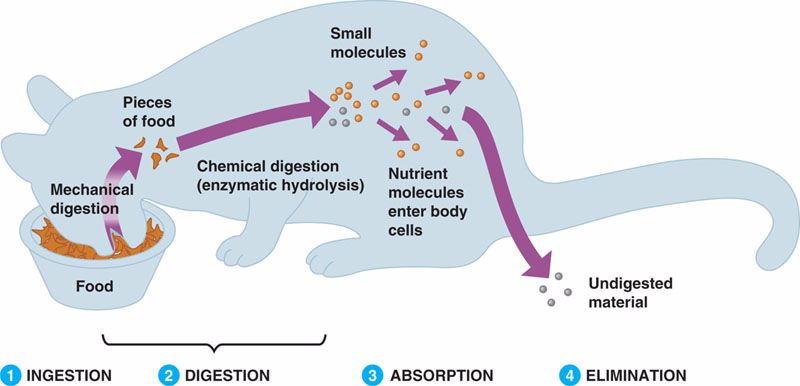 Small
molecules
Pieces
of food
Chemical digestion
(enzymatic hydrolysis)
Mechanical
digestion
Nutrient
molecules
enter body
cells
Food
Undigested
material
1 INGESTION
2 DIGESTION
3 ABSORPTION
4 ELIMINATION